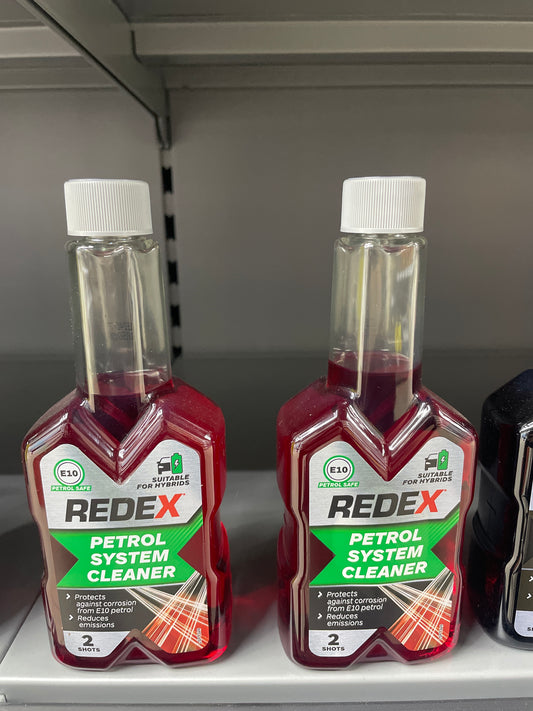 E10
PETROL SAFE
SUITABLE
FOR HYBRIDS
REDEX
PETROL
SYSTEM
CLEANER
> Protects
against corrosion
from E10 petrol
> Reduces
emissions
2
SHOTS
E10
PETROL SAFE
SUITABLE
FOR HYBRIDS
REDEX
PETROL
SYSTEM
CLEANER
> Protects
against corrosion
from E10 petrol
> Reduces
emissions
2
SHOTS